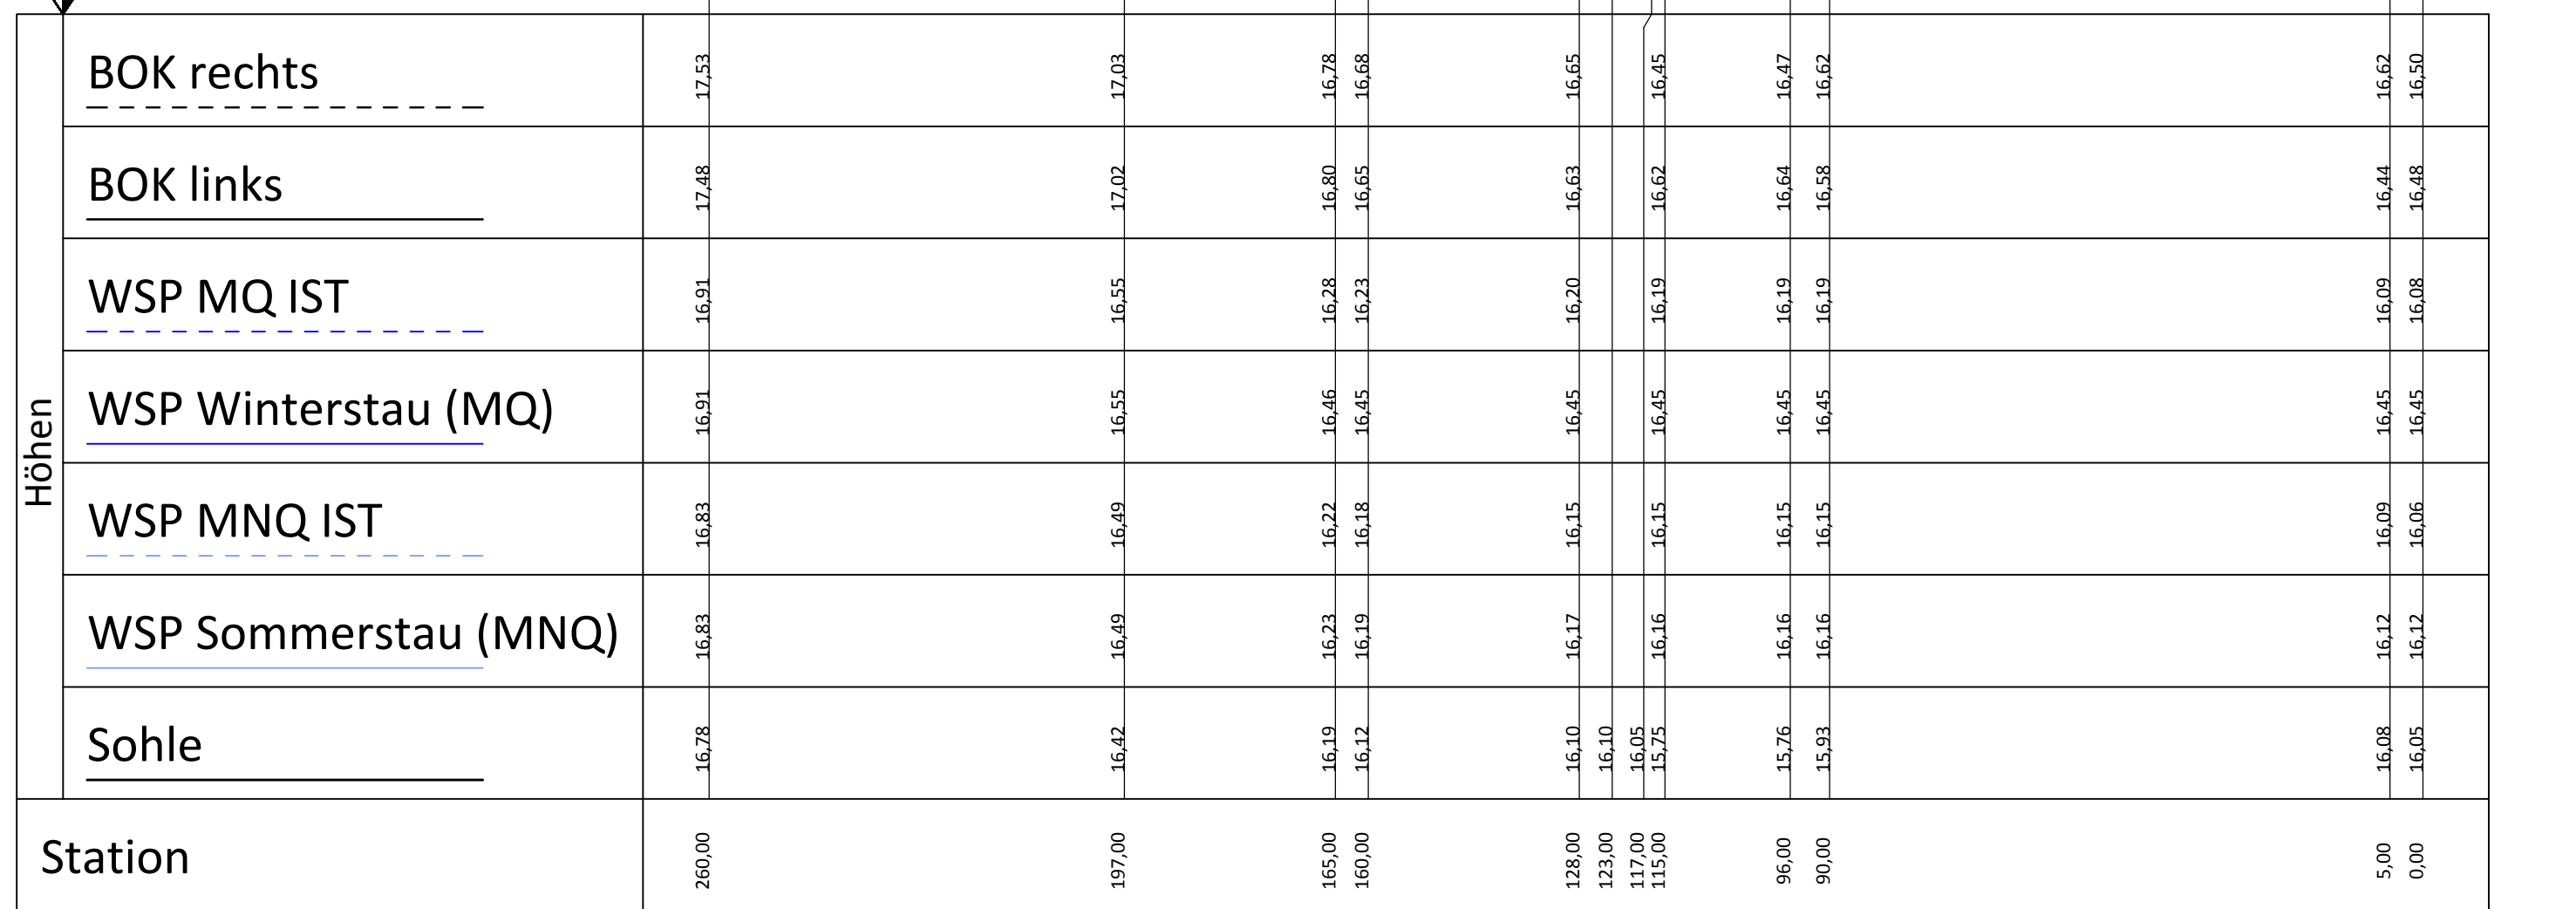 Höhen
BOK rechts 17,53 17,03 16,78 16,68 16,65 16,45 16,47 16,62 16,62 16,50
BOK links 17,48 17,02 16,80 16,65 16,63 16,62 16,64 16,58 16,44 16,48
WSP MQ IST 16,91 16,55 16,28 16,23 16,20 16,19 16,19 16,19 16,09 16,08
WSP Winterstau (MQ) 16,91 16,55 16,46 16,45 16,45 16,45 16,45 16,45 16,45 16,45
WSP MNQ IST 16,83 16,49 16,22 16,18 16,15 16,15 16,15 16,15 16,09 16,06
WSP Sommerstau (MNQ) 16,83 16,49 16,23 16,19 16,17 16,16 16,16 16,16 16,12 16,12
Sohle 16,78 16,42 16,19 16,12 16,10 16,10 16,05 15,75 15,76 15,93 16,08 16,05
Station 260,00 197,00 165,00 160,00 128,00 123,00 117,00 115,00 96,00 90,00 5,00 0,00